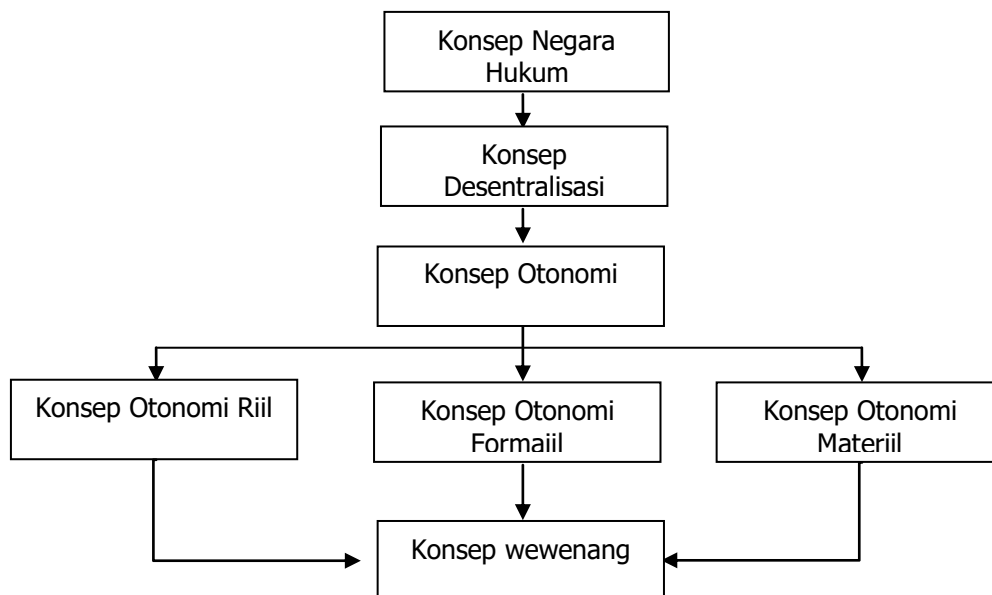 Konsep Negara
Hukum
Konsep
Desentralisasi
Konsep Otonomi
Konsep Otonomi Riil
Konsep Otonomi
Formaiil
Konsep Otonomi
Materiil
Konsep wewenang